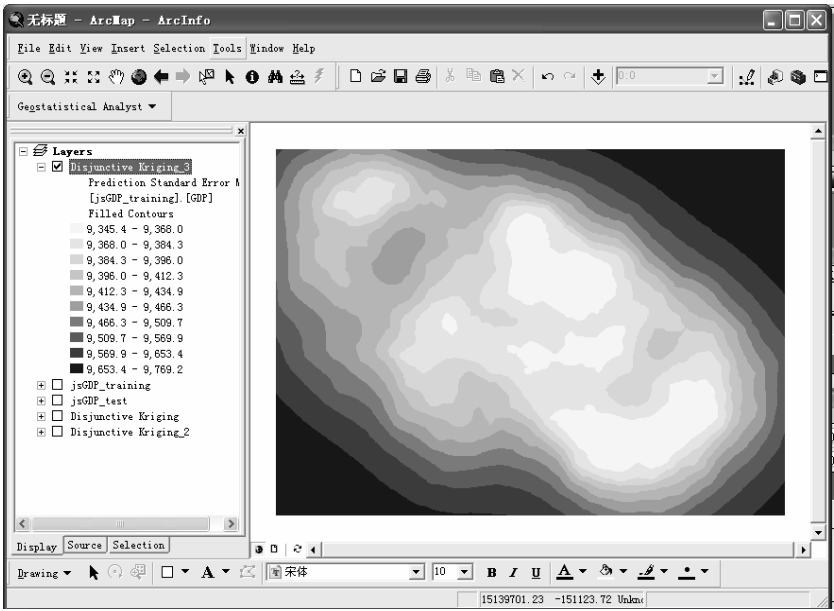 无标题 - ArcMap - ArcInfo
File Edit View Insert Selection Tools Window Help
0:0
Geostatistical Analyst
Layers
Disjunctive Kriging_3
Prediction Standard Error M
[jsGDP_training].[GDP]
Filled Contours
9,345.4 - 9,368.0
9,368.0 - 9,384.3
9,384.3 - 9,396.0
9,396.0 - 9,412.3
9,412.3 - 9,434.9
9,434.9 - 9,466.3
9,466.3 - 9,509.7
9,509.7 - 9,569.9
9,569.9 - 9,653.4
9,653.4 - 9,769.2
jsGDP_training
jsGDP_test
Disjunctive Kriging
Disjunctive Kriging_2
Display Source Selection
Drawing A 宋体 10 B I U A
15139701.23 -151123.72 Unkno